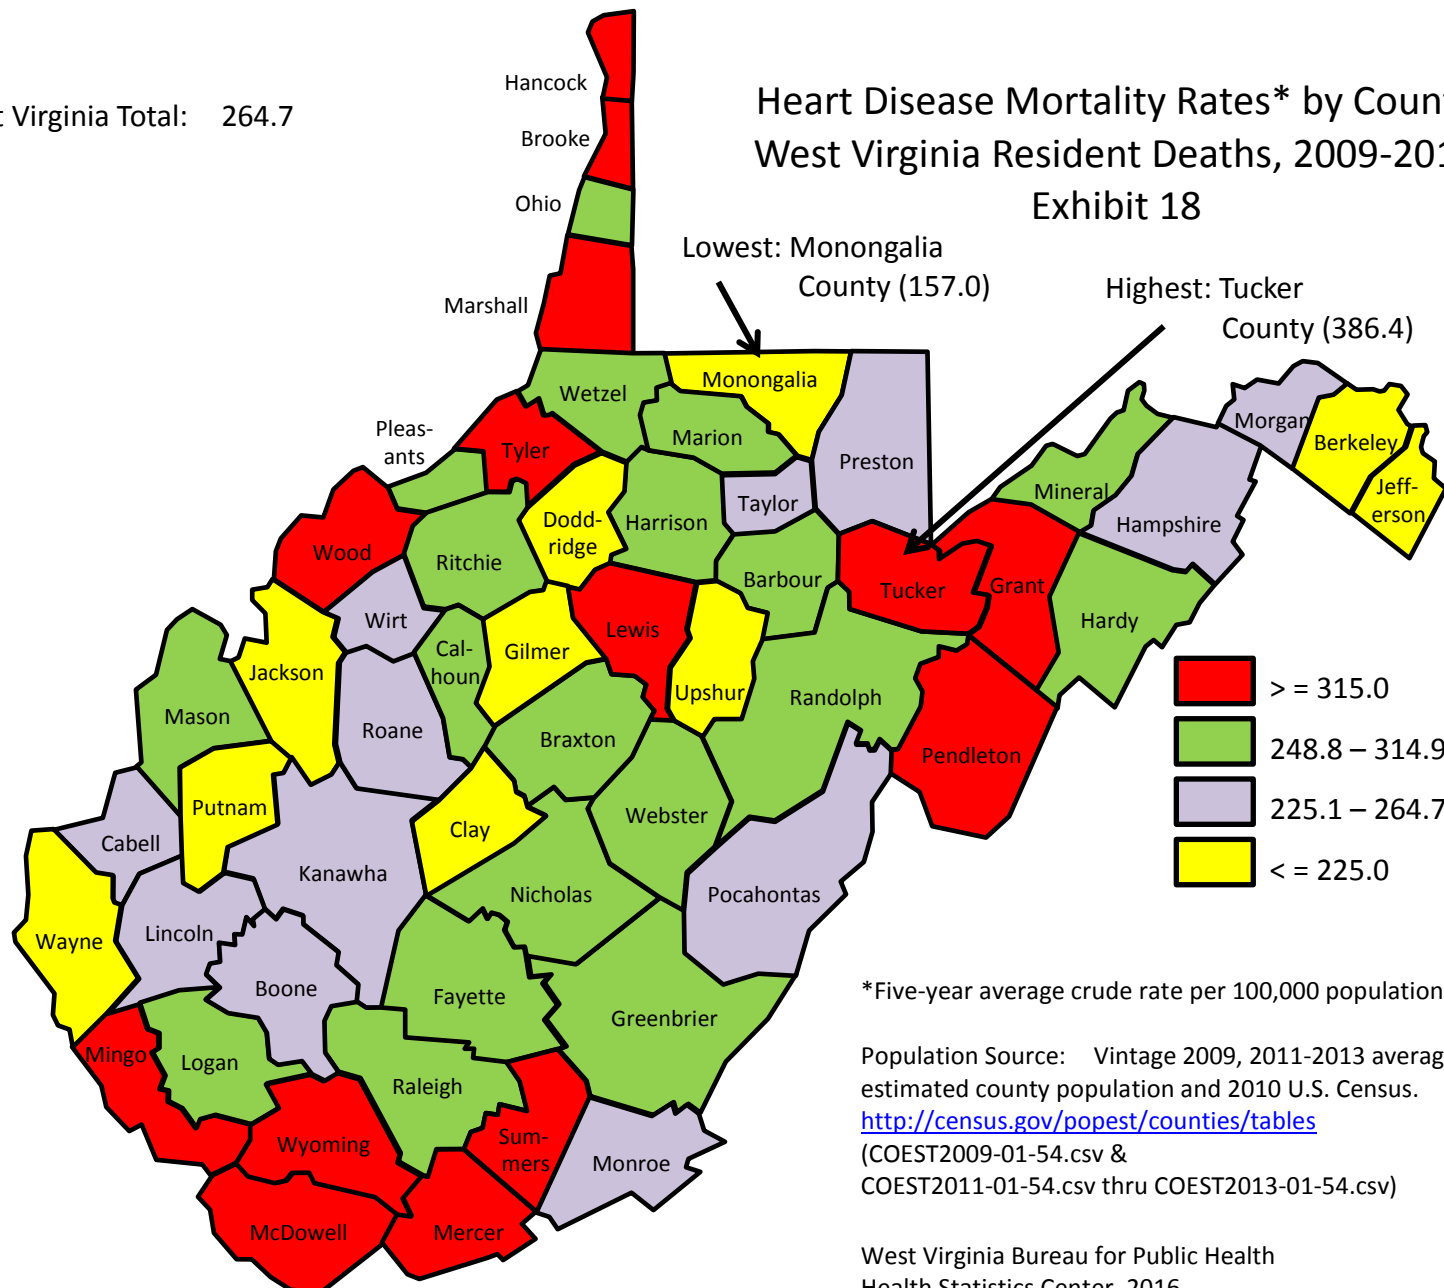 Virginia Total: 264.7
Heart Disease Mortality Rates* by Coun
West Virginia Resident Deaths, 2009-201
Exhibit 18
Lowest: Monongalia
County (157.0)
Highest: Tucker
County (386.4)
Hancock
Brooke
Ohio
Marshall
Wetzel
Monongalia
Marion
Preston
Pleas-
ants
Tyler
Taylor
Morgan
Berkeley
Jeff-
erson
Mineral
Hampshire
Wood
Ritchie
Dodd-
ridge
Harrison
Barbour
Tucker
Grant
Hardy
Wirt
Cal-
houn
Gilmer
Lewis
Upshur
Randolph
Jackson
Mason
Roane
Braxton
Pendleton
Putnam
Clay
Webster
Cabell
Kanawha
Nicholas
Pocahontas
Wayne
Lincoln
Boone
Fayette
Greenbrier
Mingo
Logan
Raleigh
Wyoming
Sum-
mers
Monroe
McDowell
Mercer
> = 315.0
248.8 – 314.9
225.1 – 264.7
< = 225.0
*Five-year average crude rate per 100,000 population
Population Source: Vintage 2009, 2011-2013 averag
estimated county population and 2010 U.S. Census.
http://census.gov/popest/counties/tables
(COEST2009-01-54.csv &
COEST2011-01-54.csv thru COEST2013-01-54.csv)
West Virginia Bureau for Public Health
Health Statistics Center, 2016